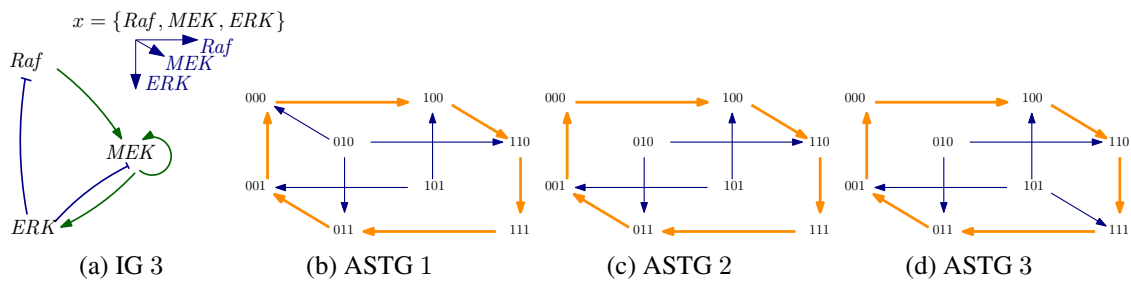 x = {Raf, MEK, ERK}
Raf
MEK
ERK
Raf
MEK
ERK
(a) IG 3
000 100
010 110
001 101
011 111
(b) ASTG 1
000 100
010 110
001 101
011 111
(c) ASTG 2
000 100
010 110
001 101
011 111
(d) ASTG 3